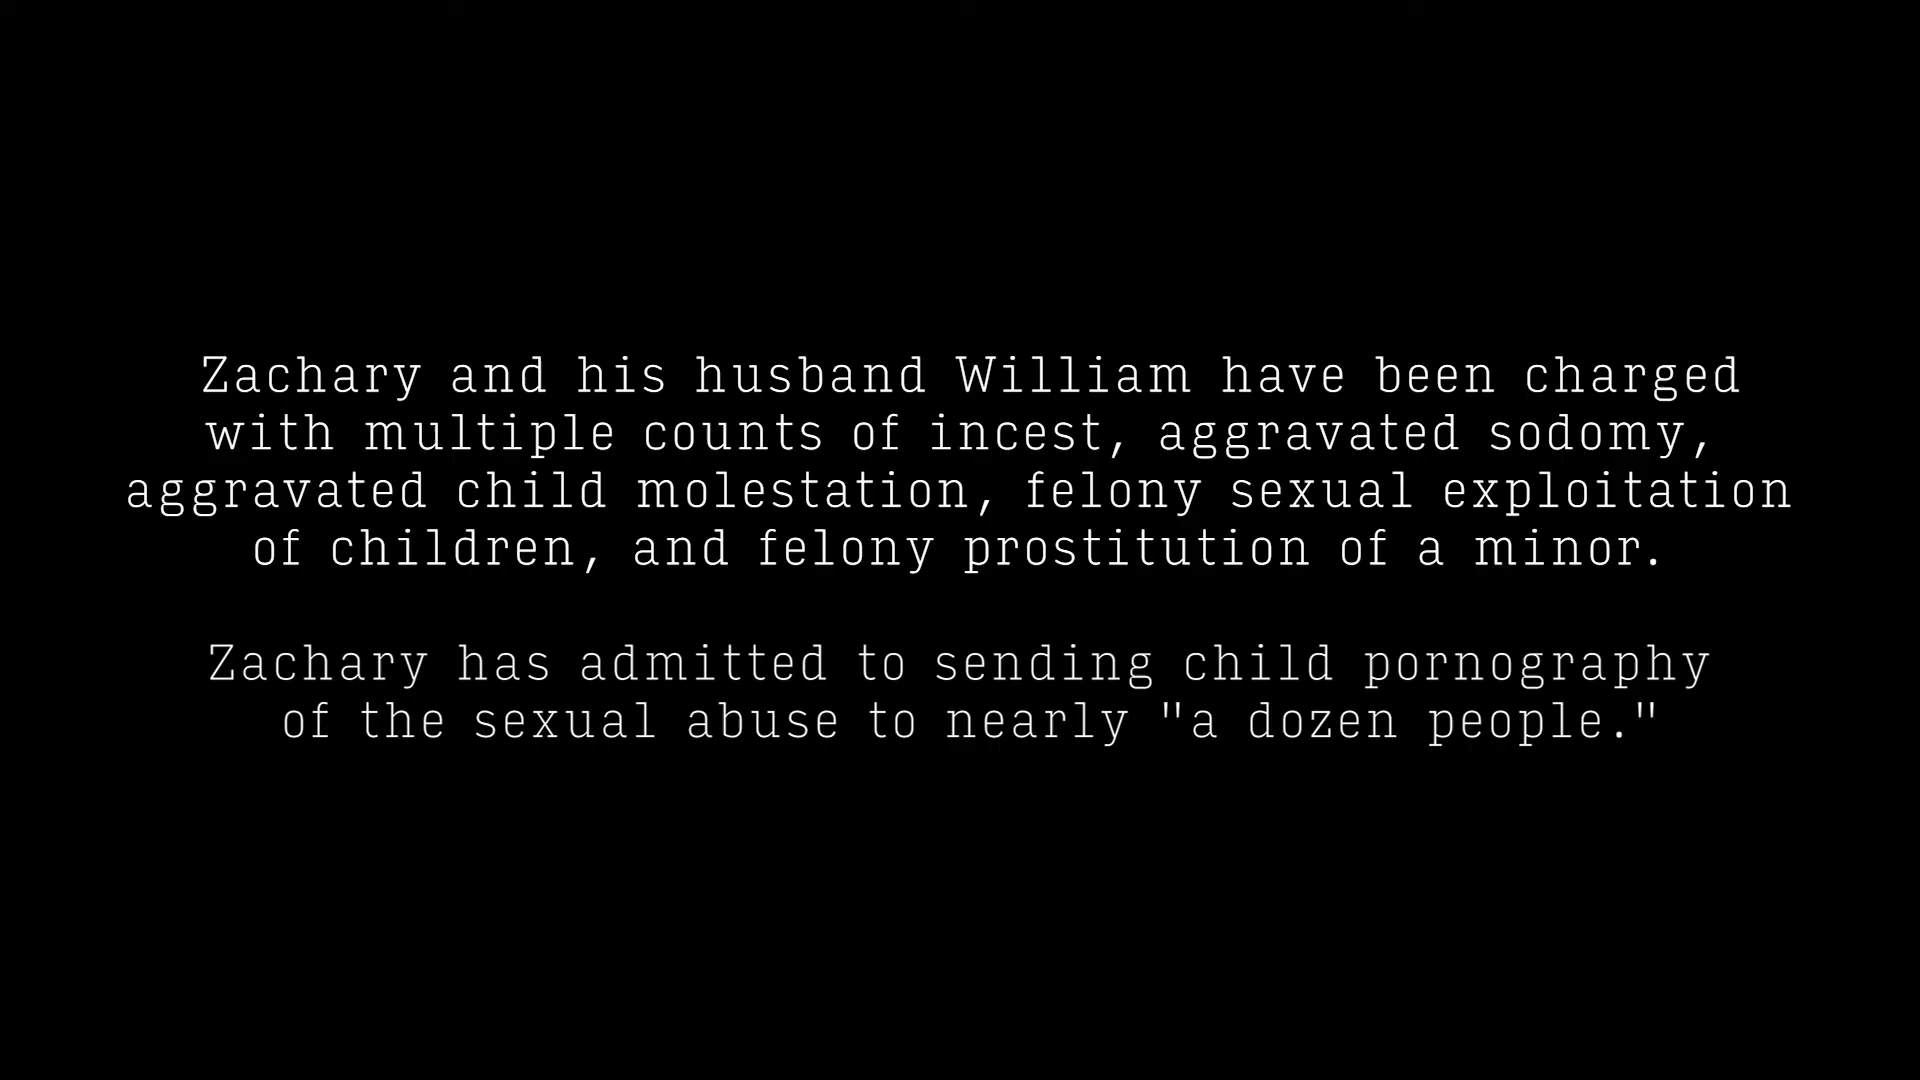 Zachary and his husband William have been charged
with multiple counts of incest, aggravated sodomy,
aggravated child molestation, felony sexual exploitation
of children, and felony prostitution of a minor.
Zachary has admitted to sending child pornography
of the sexual abuse to nearly "a dozen people."